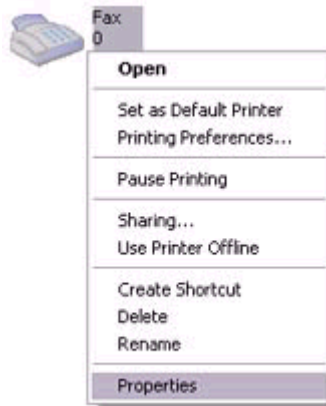 Fax
0
Open
Set as Default Printer
Printing Preferences...
Pause Printing
Sharing...
Use Printer Offline
Create Shortcut
Delete
Rename
Properties